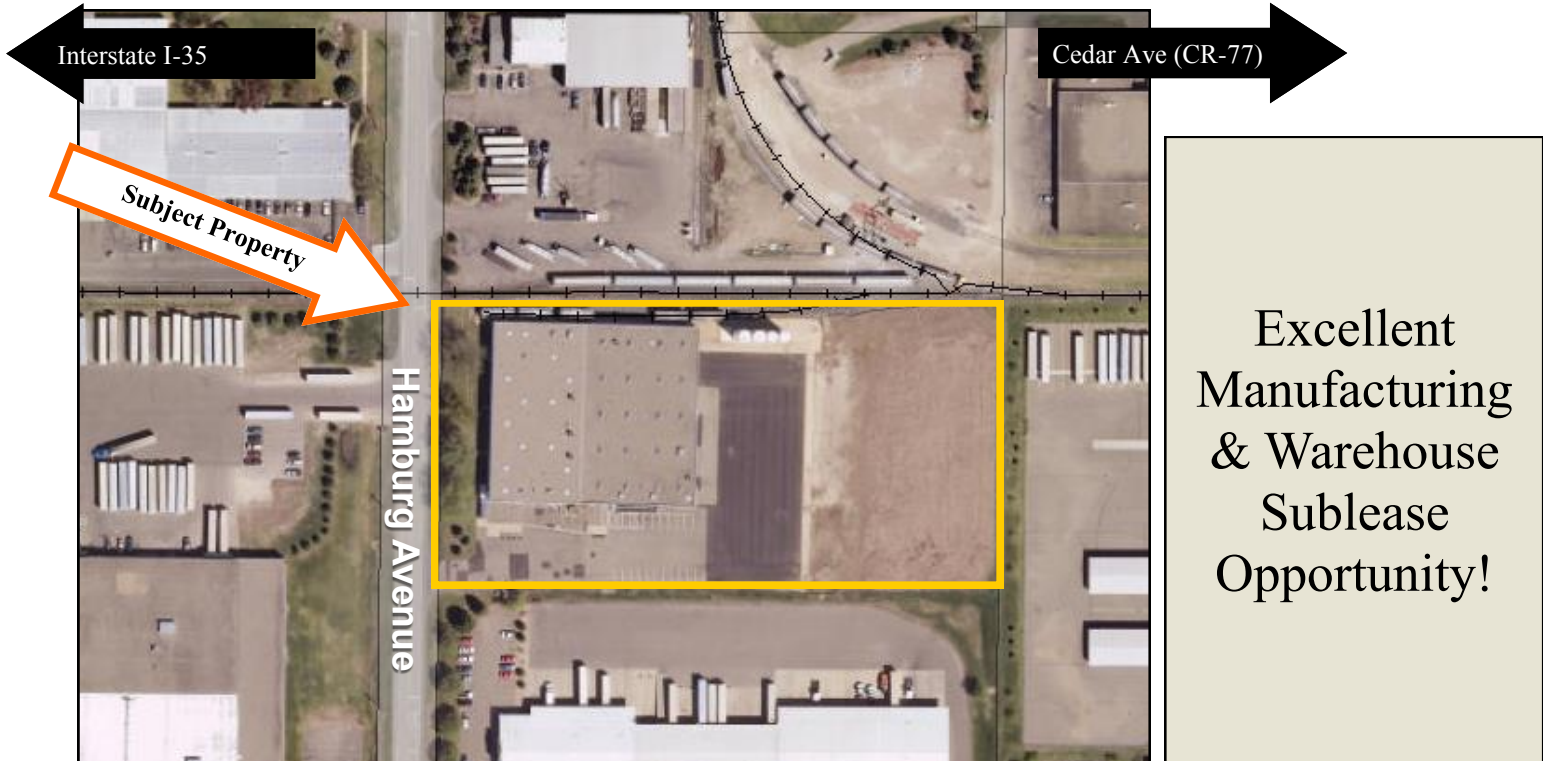 Interstate I-35
Cedar Ave (CR-77)
Subject Property
Hamburg Avenue
Excellent
Manufacturing
& Warehouse
Sublease
Opportunity!